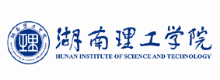 湖南理工学院
HUNAN INSTITUTE OF SCIENCE AND TECHNOLOGY